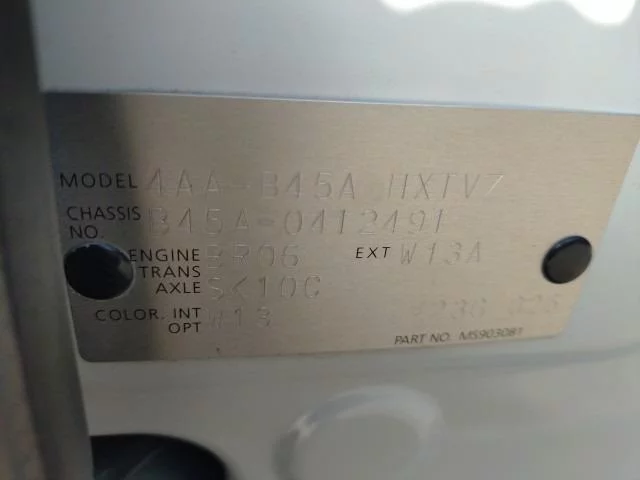 MODEL 4AA-B45A HXTVZ
CHASSIS NO. B45A-0412491
ENGINE BR06 EXT W13A
TRANS
AXLE SK10C
COLOR. INT
OPT W13
PART NO. MS903081